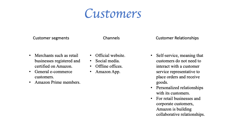 Customers
Customer segments
Channels
Customer Relationships
• Merchants such as retail
businesses registered and
certified on Amazon.
• General e-commerce
customers.
• Amazon Prime members.
• Official website.
• Social media.
• Offline offices.
• Amazon App.
• Self-service, meaning that
customers do not need to
interact with a customer
service representative to
place orders and receive
goods.
• Personalized relationships
with its customers.
• For retail businesses and
corporate customers,
Amazon is building
collaborative relationships.